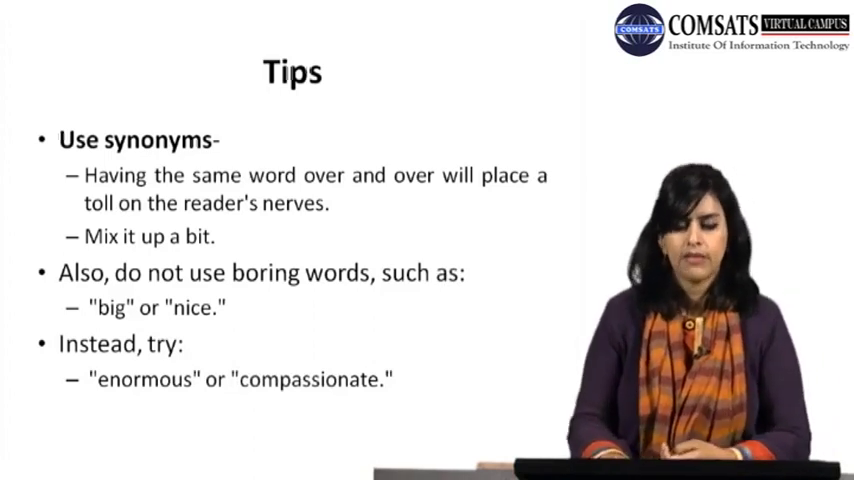 COMSATS VIRTUAL CAMPUS
COMSATS
Institute Of Information Technology
Tips
• Use synonyms-
– Having the same word over and over will place a
toll on the reader's nerves.
– Mix it up a bit.
• Also, do not use boring words, such as:
– "big" or "nice."
• Instead, try:
– "enormous" or "compassionate."